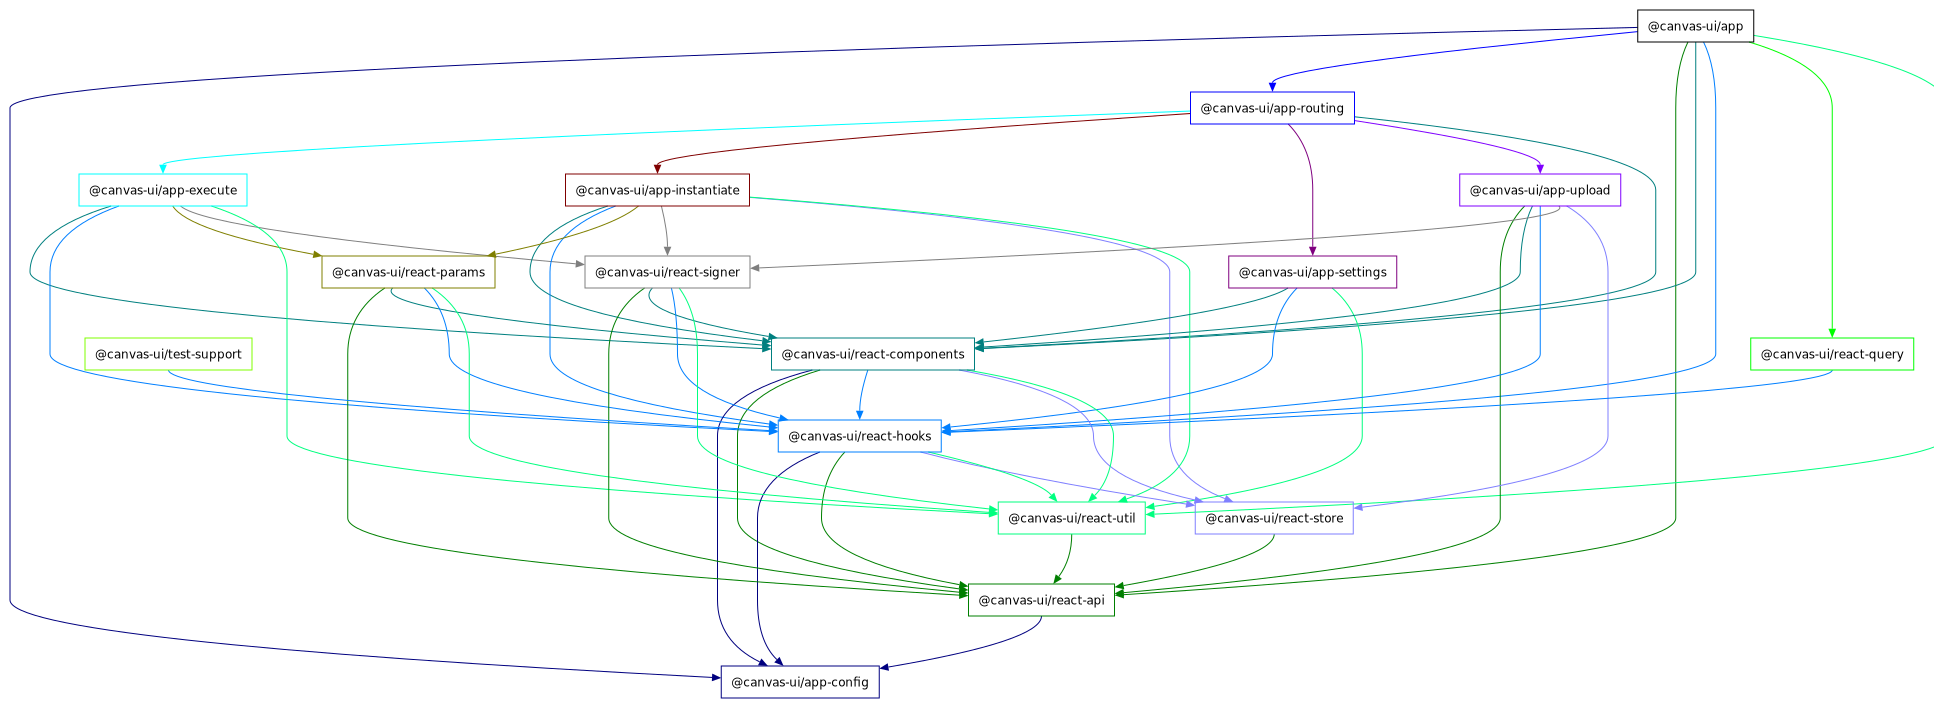 @canvas-ui/app
@canvas-ui/app-routing
@canvas-ui/app-execute
@canvas-ui/app-instantiate
@canvas-ui/app-upload
@canvas-ui/react-params
@canvas-ui/react-signer
@canvas-ui/app-settings
@canvas-ui/test-support
@canvas-ui/react-components
@canvas-ui/react-query
@canvas-ui/react-hooks
@canvas-ui/react-util
@canvas-ui/react-store
@canvas-ui/react-api
@canvas-ui/app-config